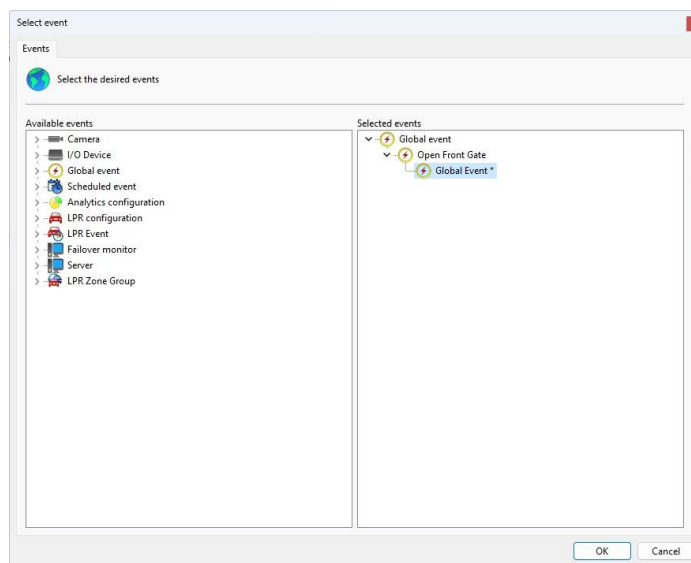 Select event
Events
Select the desired events
Available events
Camera
I/O Device
Global event
Scheduled event
Analytics configuration
LPR configuration
LPR Event
Failover monitor
Server
LPR Zone Group
Selected events
Global event
Open Front Gate
Global Event *
OK Cancel